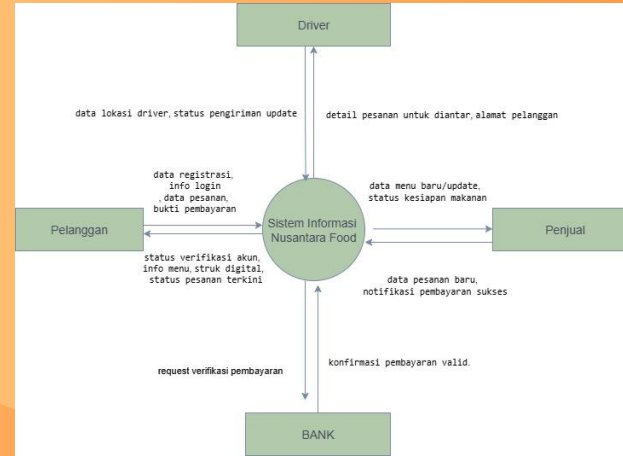 Driver
data lokasi driver, status pengiriman update
detail pesanan untuk diantar, alamat pelanggan
data registrasi,
info login
, data pesanan,
bukti pembayaran
data menu baru/update,
status kesiapan makanan
Pelanggan
Sistem Informasi
Nusantara Food
Penjual
status verifikasi akun,
info menu, struk digital,
status pesanan terkini
data pesanan baru,
notifikasi pembayaran sukses
request verifikasi pembayaran
konfirmasi pembayaran valid.
BANK